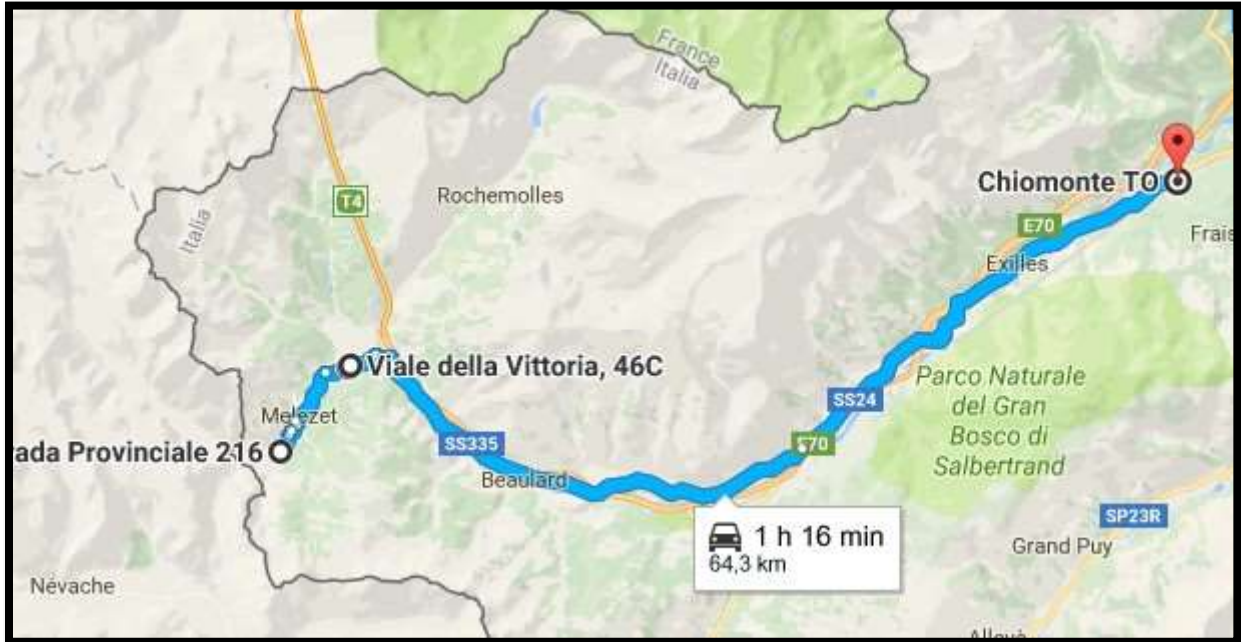 France
Italia
T4
Rochemolles
Chiomonte TO
Italia
E70
Frais
Exilles
Viale della Vittoria, 46C
Parco Naturale
del Gran
Bosco di
Salbertrand
SS24
Melezet
rada Provinciale 216
SS335
E70
Beaulard
SP23R
1 h 16 min
64,3 km
Grand Puy
Névache